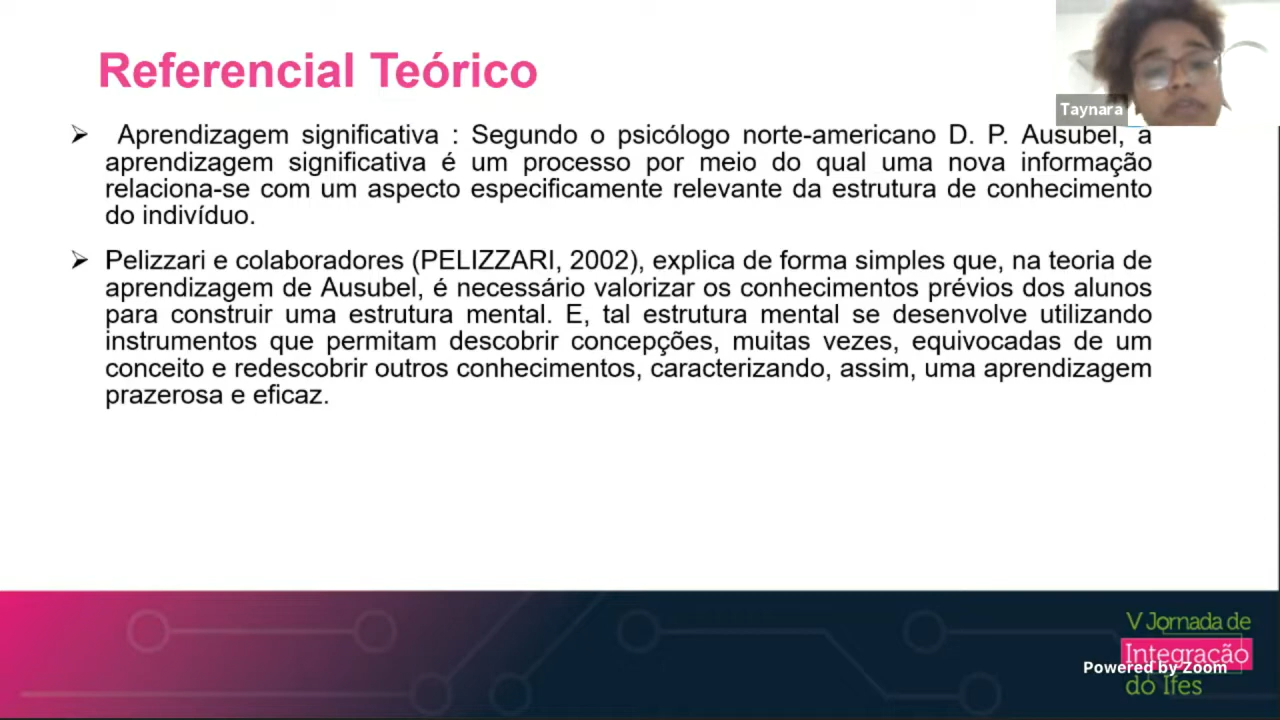 Referencial Teórico
Taynara
➢ Aprendizagem significativa : Segundo o psicólogo norte-americano D. P. Ausubel, a
aprendizagem significativa é um processo por meio do qual uma nova informação
relaciona-se com um aspecto especificamente relevante da estrutura de conhecimento
do indivíduo.
➢ Pelizzari e colaboradores (PELIZZARI, 2002), explica de forma simples que, na teoria de
aprendizagem de Ausubel, é necessário valorizar os conhecimentos prévios dos alunos
para construir uma estrutura mental. E, tal estrutura mental se desenvolve utilizando
instrumentos que permitam descobrir concepções, muitas vezes, equivocadas de um
conceito e redescobrir outros conhecimentos, caracterizando, assim, uma aprendizagem
prazerosa e eficaz.
V Jornada de
Integração
Powered by Zoom
do Ifes